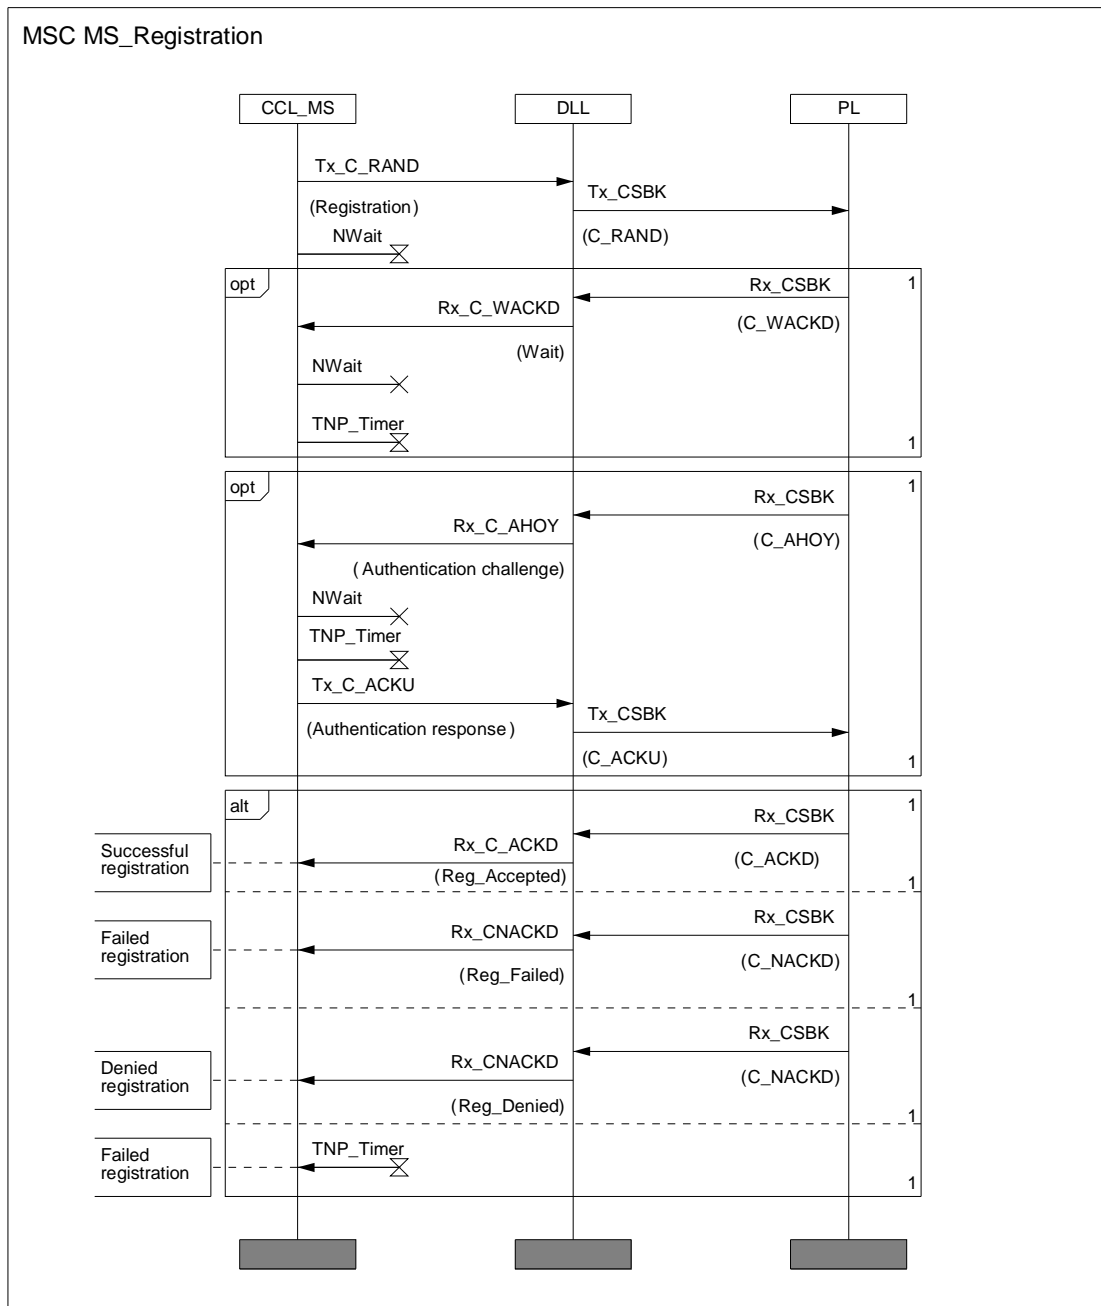 MSC MS_Registration
CCL_MS
DLL
PL
Tx_C_RAND
(Registration)
Tx_CSBK
(C_RAND)
NWait
opt
1
Rx_CSBK
(C_WACKD)
Rx_C_WACKD
(Wait)
NWait
TNP_Timer
1
opt
1
Rx_CSBK
(C_AHOY)
Rx_C_AHOY
(Authentication challenge)
NWait
TNP_Timer
Tx_C_ACKU
(Authentication response)
Tx_CSBK
(C_ACKU)
1
alt
1
Rx_CSBK
(C_ACKD)
Rx_C_ACKD
(Reg_Accepted)
Successful
registration
1
Rx_CSBK
(C_NACKD)
Rx_CNACKD
(Reg_Failed)
Failed
registration
1
Rx_CSBK
(C_NACKD)
Rx_CNACKD
(Reg_Denied)
Denied
registration
1
TNP_Timer
Failed
registration
1